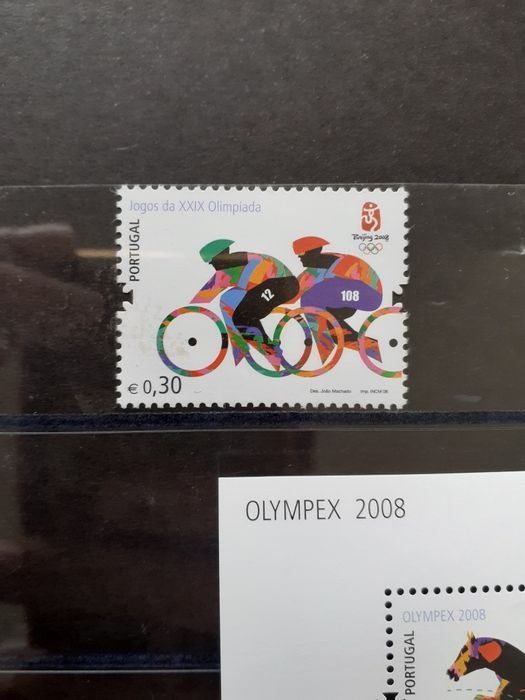 Jogos da XXIX Olimpíada
PORTUGAL
Beijing 2008
12
108
€ 0,30
Des. João Machado
Imp. INCM 08
OLYMPEX 2008
OLYMPEX 2008
PORTUGAL